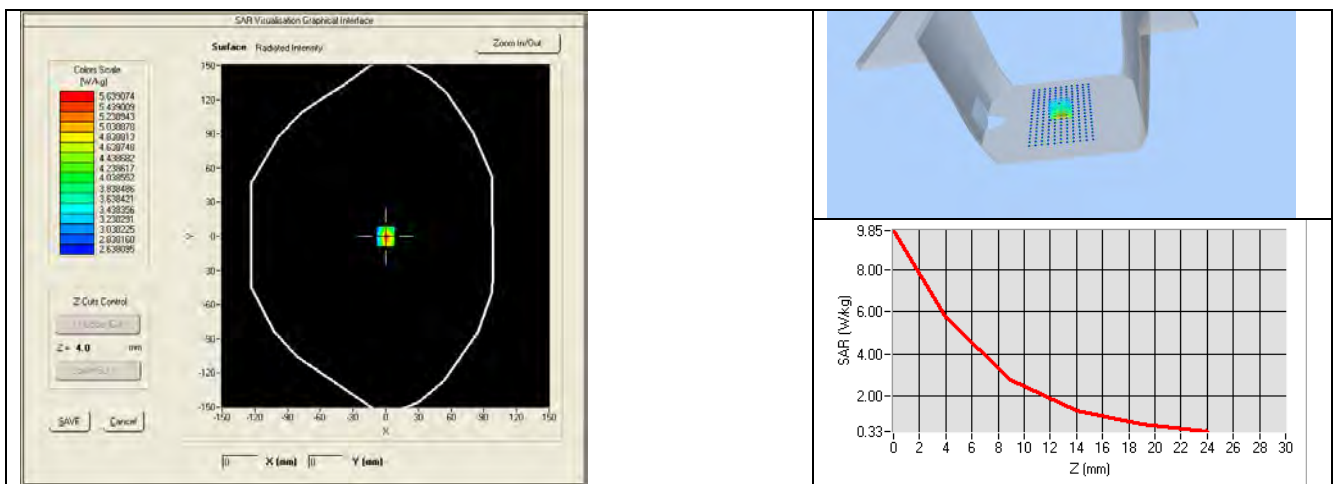 SAR Visualisation Graphical Interface
Surface Radiated Intensity
Zoom In/Out
Colors Scale
(W/kg)
5.639074
5.439009
5.238943
5.038878
4.838813
4.638748
4.438682
4.238617
4.038552
3.838486
3.638421
3.438356
3.238291
3.038225
2.838160
2.638095
150
120
90
60
30
0
-30
-60
-90
-120
-150
Y
-150 -120 -90 -60 -30 0 30 60 90 120 150
X
Z Cuts Control
Z = 4.0 mm
SAVE Cancel
0 X (mm) 0 Y (mm)
9.85
8.00
6.00
4.00
2.00
0.33
SAR (W/kg)
0 2 4 6 8 10 12 14 16 18 20 22 24 26 28 30
Z (mm)